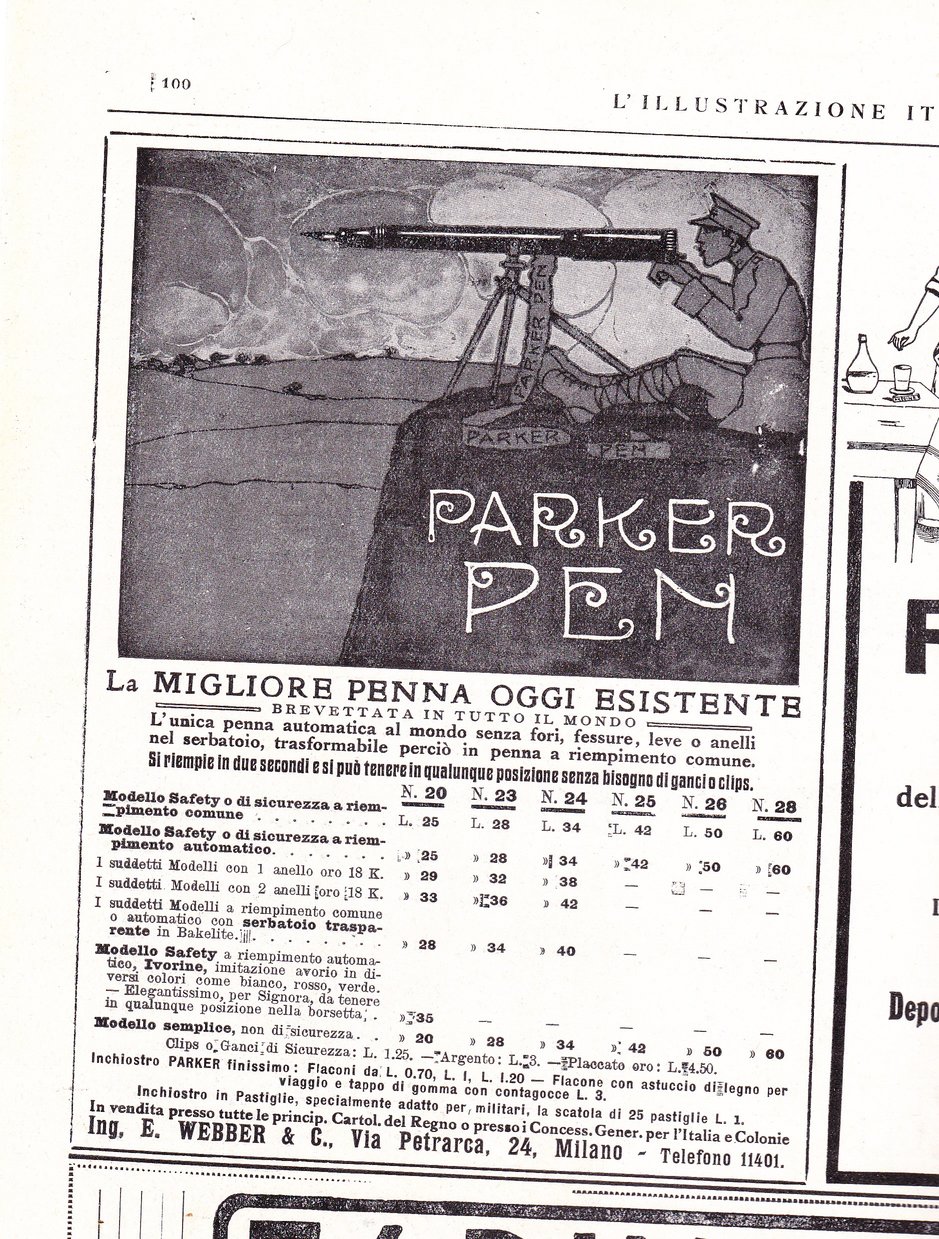 100
L'ILLUSTRAZIONE IT
PARKER PEN
PARKER PEN
PARKER
PEN
PARKER
PEN
La MIGLIORE PENNA OGGI ESISTENTE
BREVETTATA IN TUTTO IL MONDO
L'unica penna automatica al mondo senza fori, fessure, leve o anelli
nel serbatoio, trasformabile perciò in penna a riempimento comune.
Si riempie in due secondi e si può tenere in qualunque posizione senza bisogno di ganci o clips.
N. 20 N. 23 N. 24 N. 25 N. 26 N. 28
Modello Safety o di sicurezza a riem-
pimento comune . . . . . . . . L. 25 L. 28 L. 34 L. 42 L. 50 L. 60
Modello Safety o di sicurezza a riem-
pimento automatico. . . . . . . » 25 » 28 » 34 » 42 » 50 » 60
I suddetti Modelli con 1 anello oro 18 K. » 29 » 32 » 38 — — —
I suddetti Modelli con 2 anelli oro 18 K. » 33 » 36 » 42 — — —
I suddetti Modelli a riempimento comune
o automatico con serbatoio traspa-
rente in Bakelite. . . . . . . . » 28 » 34 » 40 — — —
Modello Safety a riempimento automa-
tico, Ivorine, imitazione avorio in di-
versi colori come bianco, rosso, verde.
— Elegantissimo, per Signora, da tenere
in qualunque posizione nella borsetta. . » 35 — — — — —
Modello semplice, non di sicurezza. . » 20 » 28 » 34 » 42 » 50 » 60
Clips o Ganci di Sicurezza: L. 1.25. — Argento: L. 3. — Placcato oro: L. 4.50.
Inchiostro PARKER finissimo: Flaconi da L. 0.70, L. 1, L. 1.20 — Flacone con astuccio di legno per
viaggio e tappo di gomma con contagocce L. 3.
Inchiostro in Pastiglie, specialmente adatto per militari, la scatola di 25 pastiglie L. 1.
In vendita presso tutte le princip. Cartol. del Regno o presso i Concess. Gener. per l'Italia e Colonie
Ing. E. WEBBER & C., Via Petrarca, 24, Milano - Telefono 11401.
del
Depo